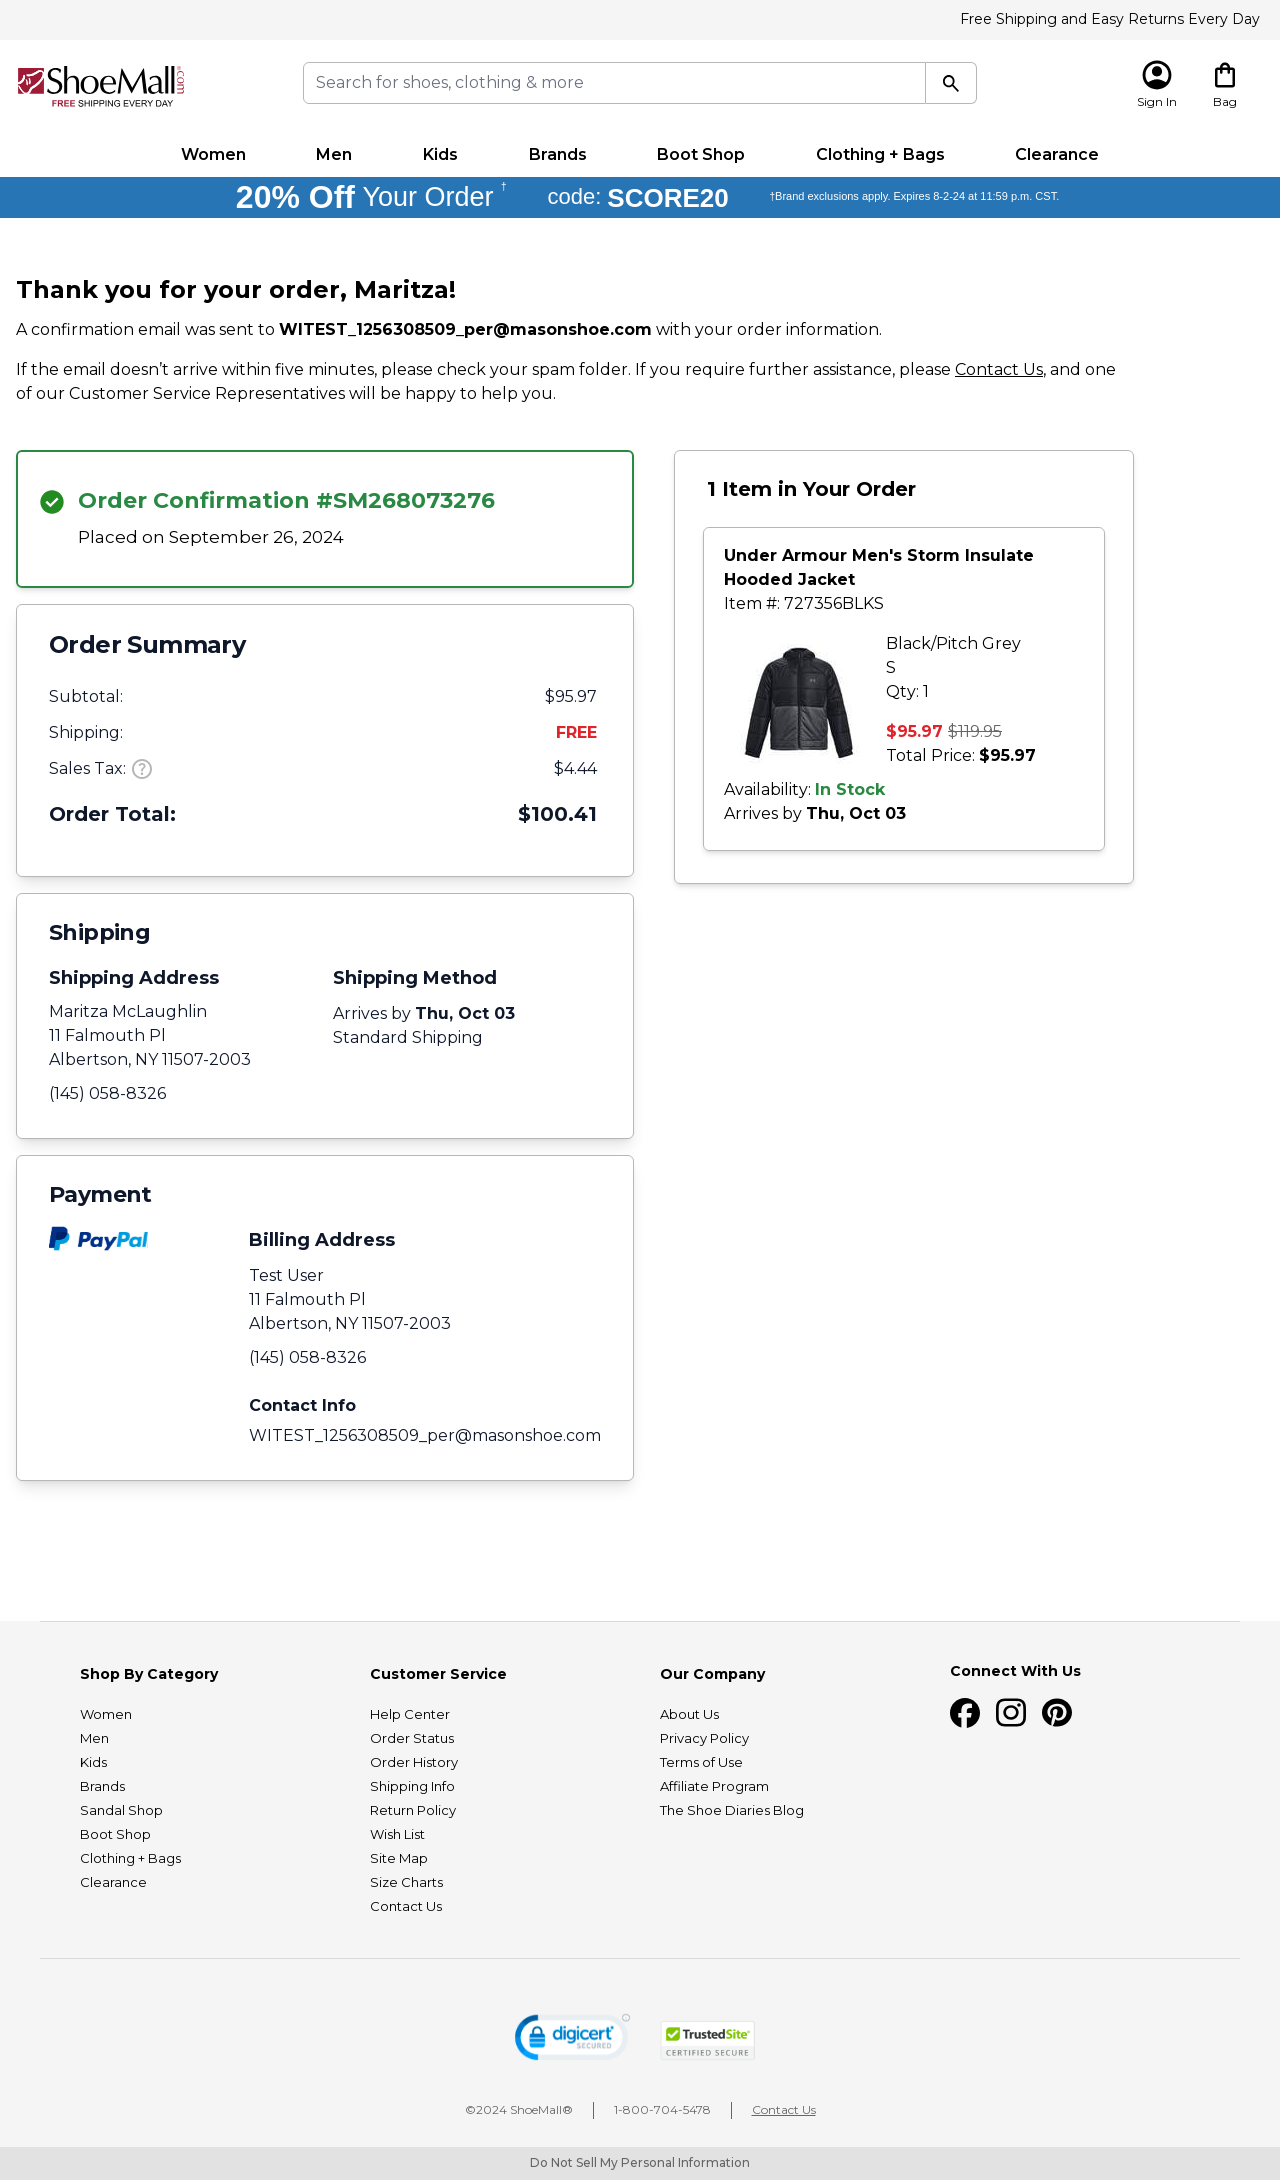 Free Shipping and Easy Returns Every Day
ShoeMall®.com
FREE SHIPPING EVERY DAY
Search for shoes, clothing & more
Sign In
Bag
Women
Men
Kids
Brands
Boot Shop
Clothing + Bags
Clearance
20% Off Your Order †
code: SCORE20
†Brand exclusions apply. Expires 8-2-24 at 11:59 p.m. CST.
Thank you for your order, Maritza!
A confirmation email was sent to WITEST_1256308509_per@masonshoe.com with your order information.
If the email doesn’t arrive within five minutes, please check your spam folder. If you require further assistance, please Contact Us, and one
of our Customer Service Representatives will be happy to help you.
Order Confirmation #SM268073276
Placed on September 26, 2024
Order Summary
Subtotal: $95.97
Shipping: FREE
Sales Tax: ? $4.44
Order Total: $100.41
Shipping
Shipping Address
Maritza McLaughlin
11 Falmouth Pl
Albertson, NY 11507-2003
(145) 058-8326
Shipping Method
Arrives by Thu, Oct 03
Standard Shipping
Payment
PayPal
Billing Address
Test User
11 Falmouth Pl
Albertson, NY 11507-2003
(145) 058-8326
Contact Info
WITEST_1256308509_per@masonshoe.com
1 Item in Your Order
Under Armour Men's Storm Insulate
Hooded Jacket
Item #: 727356BLKS
Black/Pitch Grey
S
Qty: 1
$95.97 $119.95
Total Price: $95.97
Availability: In Stock
Arrives by Thu, Oct 03
Shop By Category
Women
Men
Kids
Brands
Sandal Shop
Boot Shop
Clothing + Bags
Clearance
Customer Service
Help Center
Order Status
Order History
Shipping Info
Return Policy
Wish List
Site Map
Size Charts
Contact Us
Our Company
About Us
Privacy Policy
Terms of Use
Affiliate Program
The Shoe Diaries Blog
Connect With Us
digicert
SECURED
TrustedSite
CERTIFIED SECURE
©2024 ShoeMall®
1-800-704-5478
Contact Us
Do Not Sell My Personal Information